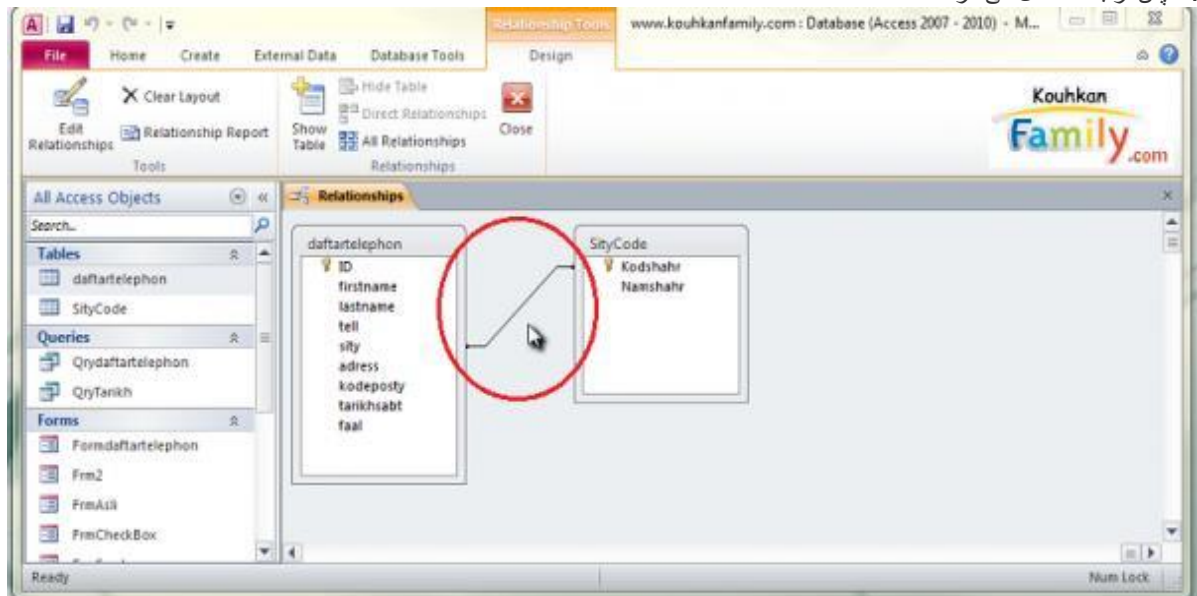 Relationship Tools
www.kouhkanfamily.com : Database (Access 2007 - 2010) - M...
File Home Create External Data Database Tools Design
Edit Relationships
Clear Layout
Relationship Report
Tools
Show Table
Hide Table
Direct Relationships
All Relationships
Relationships
Close
Kouhkan
Family.com
All Access Objects
Search...
Tables
daftartelephon
SityCode
Queries
Qrydaftartelephon
QryTarikh
Forms
Formdaftartelephon
Frm2
FrmAsli
FrmCheckBox
Relationships
daftartelephon
ID
firstname
lastname
tell
sity
adress
kodeposty
tarikhsabt
faal
SityCode
Kodshahr
Namshahr
Ready
Num Lock